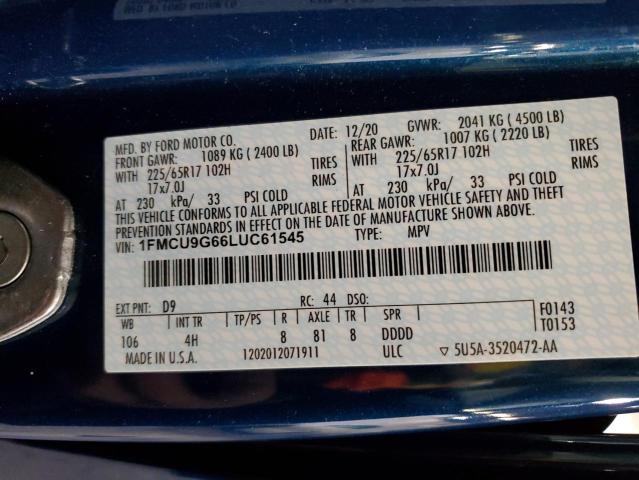 MFD. BY FORD MOTOR CO. DATE: 12/20 GVWR: 2041 KG ( 4500 LB)
FRONT GAWR: 1089 KG ( 2400 LB) REAR GAWR: 1007 KG ( 2220 LB)
WITH 225/65R17 102H TIRES WITH 225/65R17 102H TIRES
17x7.0J RIMS 17x7.0J RIMS
AT 230 kPa/ 33 PSI COLD AT 230 kPa/ 33 PSI COLD
THIS VEHICLE CONFORMS TO ALL APPLICABLE FEDERAL MOTOR VEHICLE SAFETY AND THEFT
PREVENTION STANDARDS IN EFFECT ON THE DATE OF MANUFACTURE SHOWN ABOVE.
VIN: 1FMCU9G66LUC61545 TYPE: MPV
EXT PNT: D9 RC: 44 DSO:
WB INT TR TP/PS R AXLE TR SPR F0143
106 4H 8 81 8 DDDD T0153
MADE IN U.S.A. 1202012071911 ULC ▽ 5U5A-3520472-AA